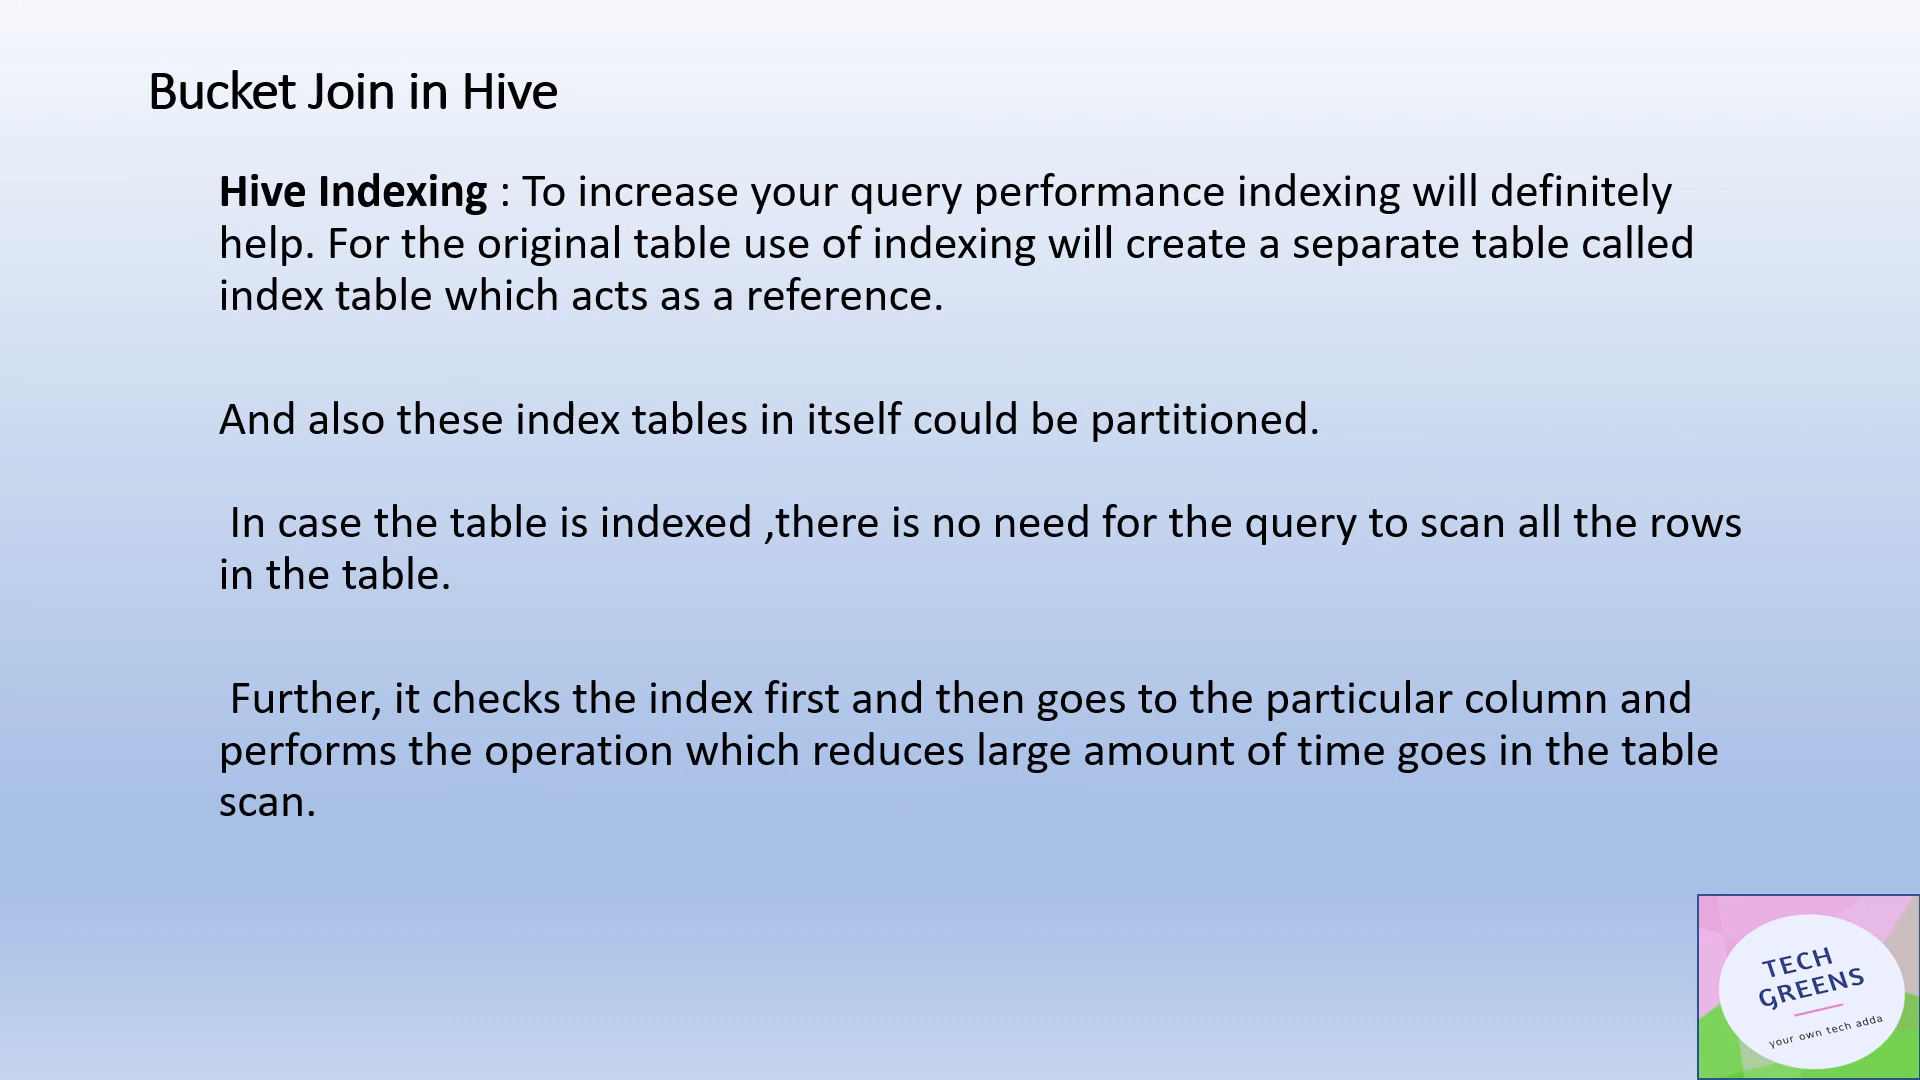 Bucket Join in Hive
Hive Indexing : To increase your query performance indexing will definitely
help. For the original table use of indexing will create a separate table called
index table which acts as a reference.
And also these index tables in itself could be partitioned.
In case the table is indexed ,there is no need for the query to scan all the rows
in the table.
Further, it checks the index first and then goes to the particular column and
performs the operation which reduces large amount of time goes in the table
scan.
TECH
GREENS
your own tech adda